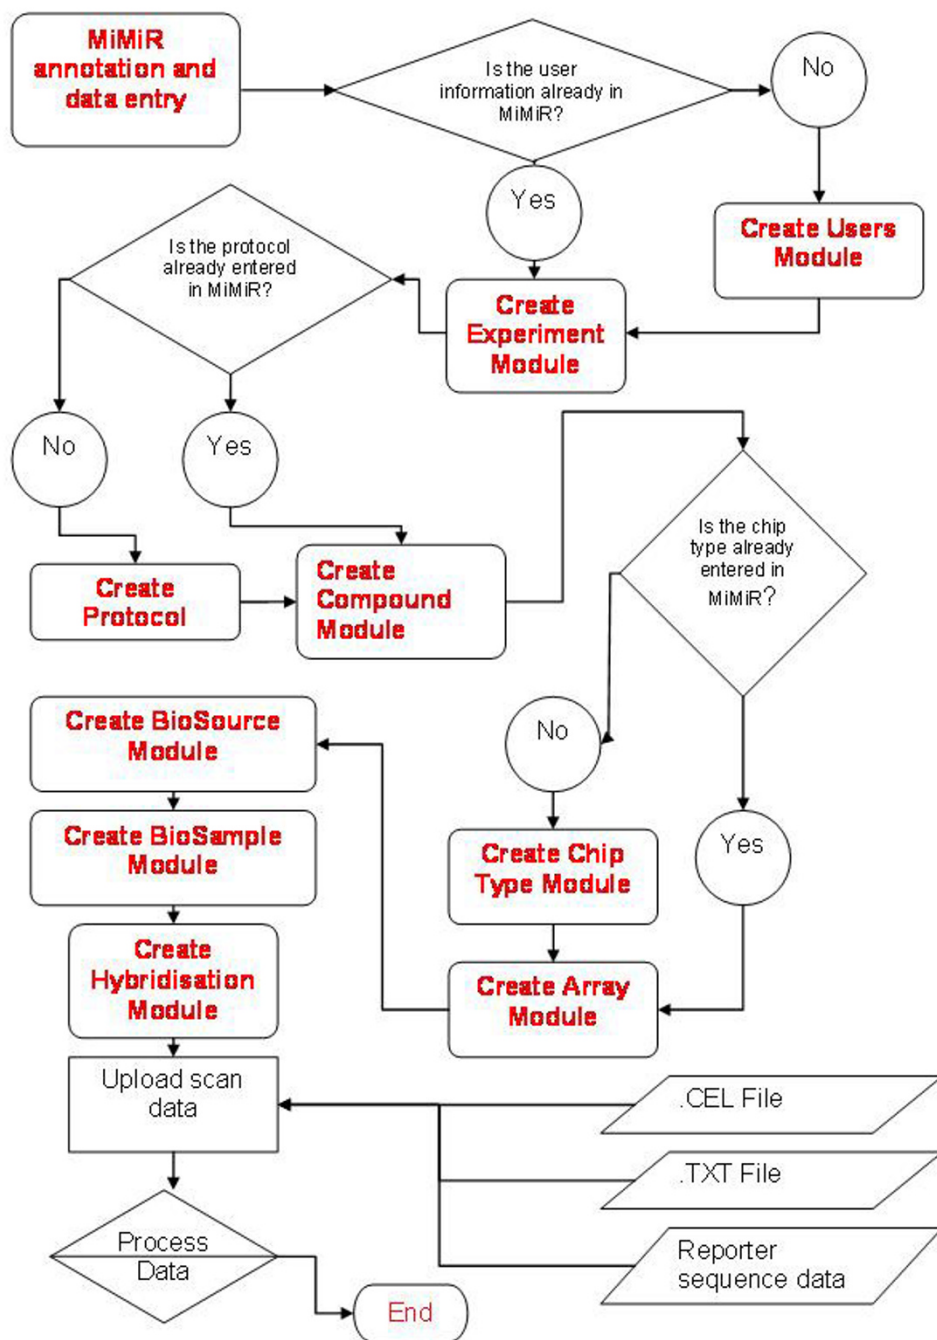 MiMiR
annotation and
data entry
Is the user
information already in
MiMiR?
No
Yes
Create Users
Module
Is the protocol
already entered
in MiMiR?
Create
Experiment
Module
No
Yes
Is the chip
type already
entered in
MiMiR?
Create
Protocol
Create
Compound
Module
Create BioSource
Module
No
Create BioSample
Module
Create Chip
Type Module
Yes
Create
Hybridisation
Module
Create Array
Module
Upload scan
data
.CEL File
.TXT File
Process
Data
Reporter
sequence data
End